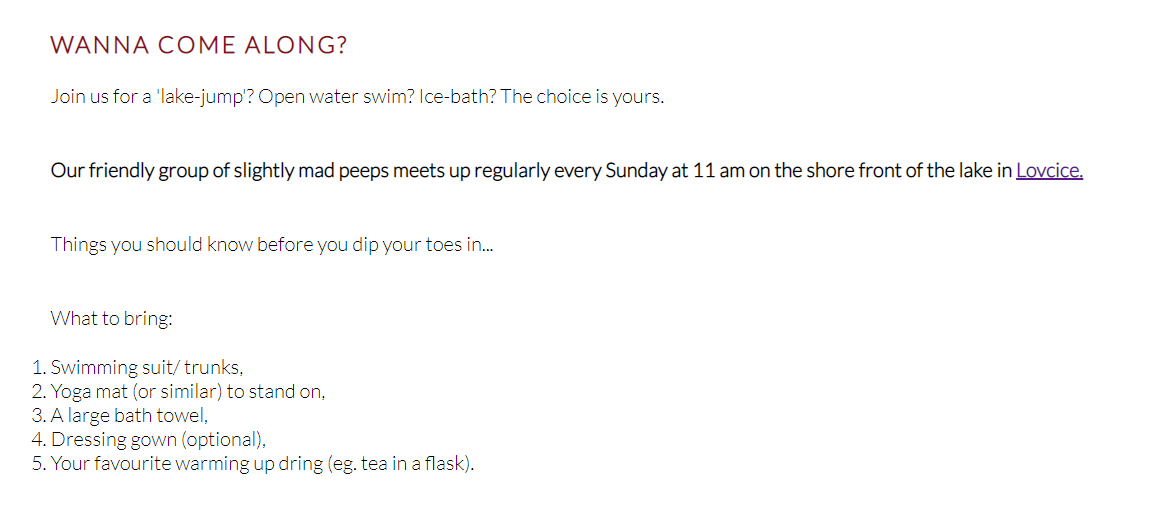 WANNA COME ALONG?
Join us for a 'lake-jump'? Open water swim? Ice-bath? The choice is yours.
Our friendly group of slightly mad peeps meets up regularly every Sunday at 11 am on the shore front of the lake in Lovcice.
Things you should know before you dip your toes in...
What to bring:
1. Swimming suit/ trunks,
2. Yoga mat (or similar) to stand on,
3. A large bath towel,
4. Dressing gown (optional),
5. Your favourite warming up dring (eg. tea in a flask).